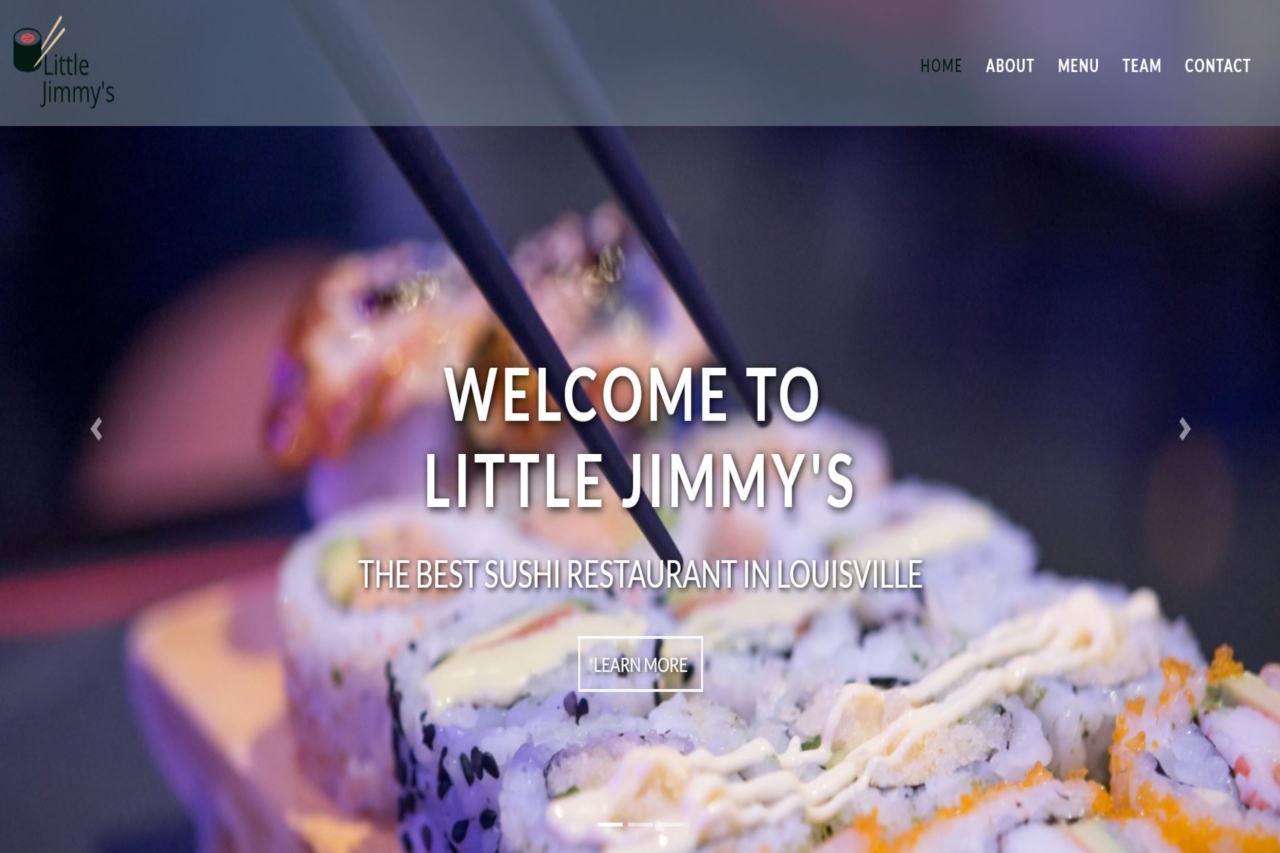 Little
Jimmy's
HOME ABOUT MENU TEAM CONTACT
WELCOME TO
LITTLE JIMMY'S
THE BEST SUSHI RESTAURANT IN LOUISVILLE
LEARN MORE